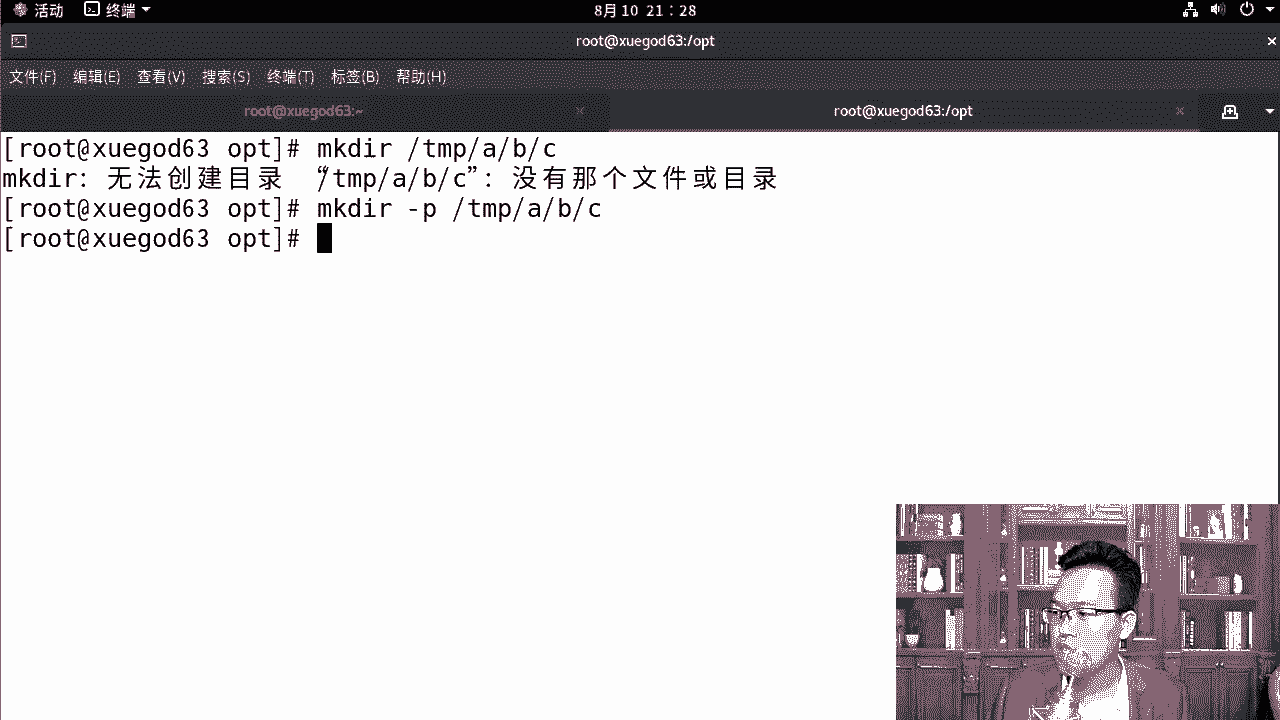 活动 终端 8月10 21：28
root@xuegod63:/opt
文件(F) 编辑(E) 查看(V) 搜索(S) 终端(T) 标签(B) 帮助(H)
root@xuegod63:~ root@xuegod63:/opt
[root@xuegod63 opt]# mkdir /tmp/a/b/c
mkdir: 无法创建目录 “/tmp/a/b/c”: 没有那个文件或目录
[root@xuegod63 opt]# mkdir -p /tmp/a/b/c
[root@xuegod63 opt]#